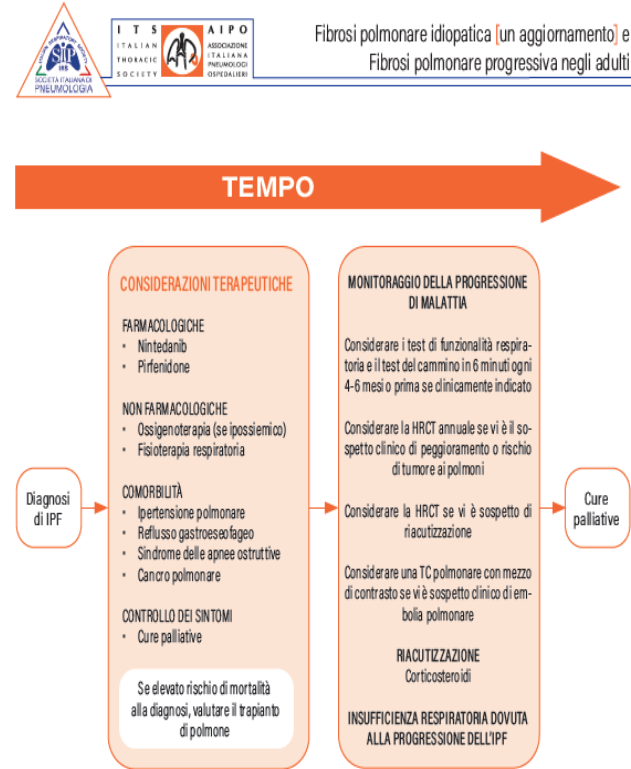 SIP
IRS
ITALIAN RESPIRATORY SOCIETY
SOCIETÀ ITALIANA DI
PNEUMOLOGIA
I T S
ITALIAN
THORACIC
SOCIETY
A I P O
ASSOCIAZIONE
ITALIANA
PNEUMOLOGI
OSPEDALIERI
Fibrosi polmonare idiopatica [un aggiornamento] e
Fibrosi polmonare progressiva negli adulti
TEMPO
Diagnosi
di IPF
CONSIDERAZIONI TERAPEUTICHE
FARMACOLOGICHE
• Nintedanib
• Pirfenidone
NON FARMACOLOGICHE
• Ossigenoterapia (se ipossiemico)
• Fisioterapia respiratoria
COMORBILITÀ
• Ipertensione polmonare
• Reflusso gastroeseofageo
• Sindrome delle apnee ostruttive
• Cancro polmonare
CONTROLLO DEI SINTOMI
• Cure palliative
Se elevato rischio di mortalità
alla diagnosi, valutare il trapianto
di polmone
MONITORAGGIO DELLA PROGRESSIONE
DI MALATTIA
Considerare i test di funzionalità respira-
toria e il test del cammino in 6 minuti ogni
4-6 mesi o prima se clinicamente indicato
Considerare la HRCT annuale se vi è il so-
spetto clinico di peggioramento o rischio
di tumore ai polmoni
Considerare la HRCT se vi è sospetto di
riacutizzazione
Considerare una TC polmonare con mezzo
di contrasto se vi è sospetto clinico di em-
bolia polmonare
RIACUTIZZAZIONE
Corticosteroidi
INSUFFICIENZA RESPIRATORIA DOVUTA
ALLA PROGRESSIONE DELL'IPF
Cure
palliative